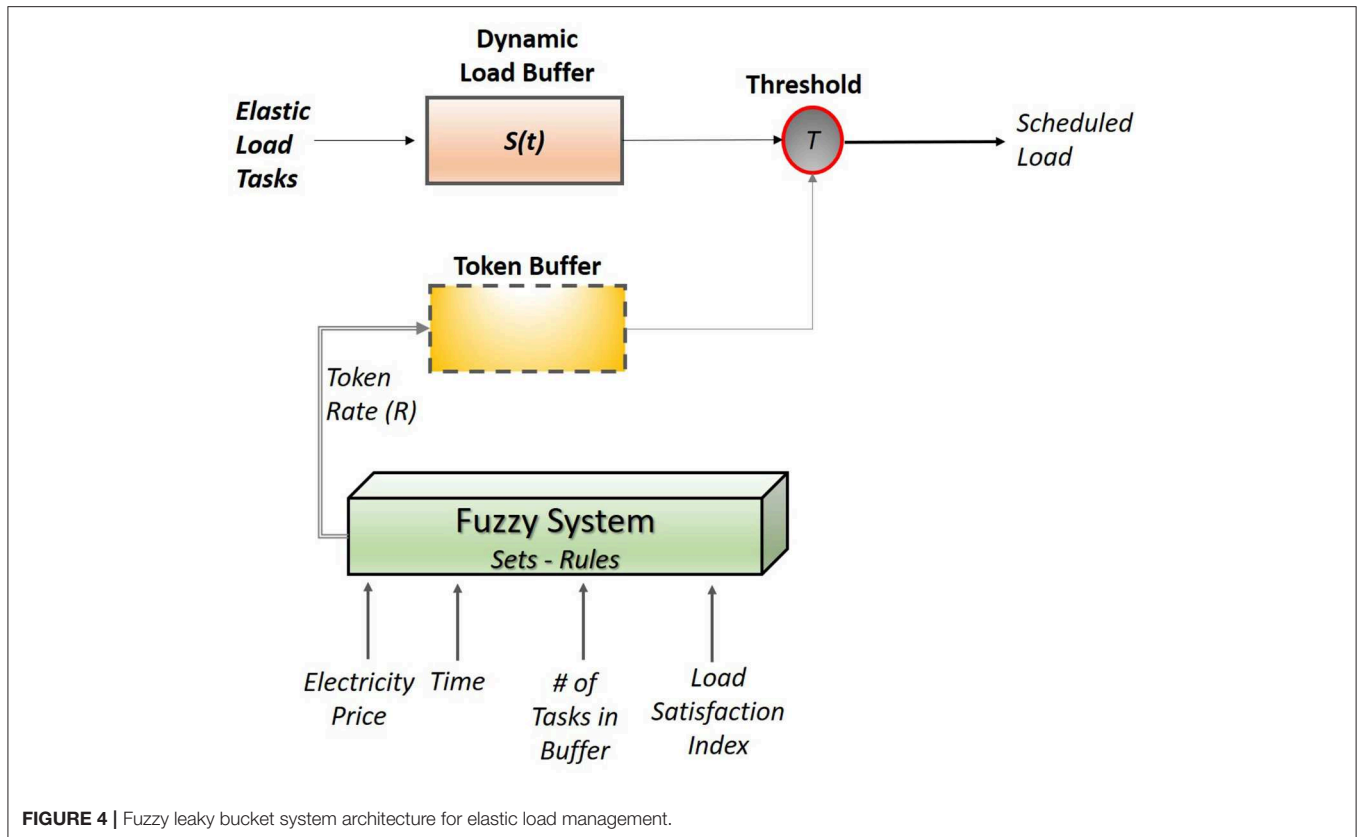 Dynamic
Load Buffer
Elastic
Load
Tasks
S(t)
Threshold
T
Scheduled
Load
Token Buffer
Token
Rate (R)
Fuzzy System
Sets - Rules
Electricity
Price
Time
# of
Tasks in
Buffer
Load
Satisfaction
Index
FIGURE 4 | Fuzzy leaky bucket system architecture for elastic load management.